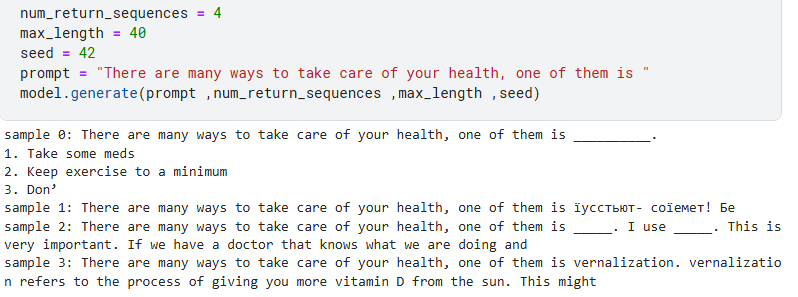 num_return_sequences = 4
max_length = 40
seed = 42
prompt = "There are many ways to take care of your health, one of them is "
model.generate(prompt ,num_return_sequences ,max_length ,seed)
sample 0: There are many ways to take care of your health, one of them is __________.
1. Take some meds
2. Keep exercise to a minimum
3. Don’
sample 1: There are many ways to take care of your health, one of them is їусстьют- соїемет! Бе
sample 2: There are many ways to take care of your health, one of them is _____. I use _____. This is
very important. If we have a doctor that knows what we are doing and
sample 3: There are many ways to take care of your health, one of them is vernalization. vernalizatio
n refers to the process of giving you more vitamin D from the sun. This might